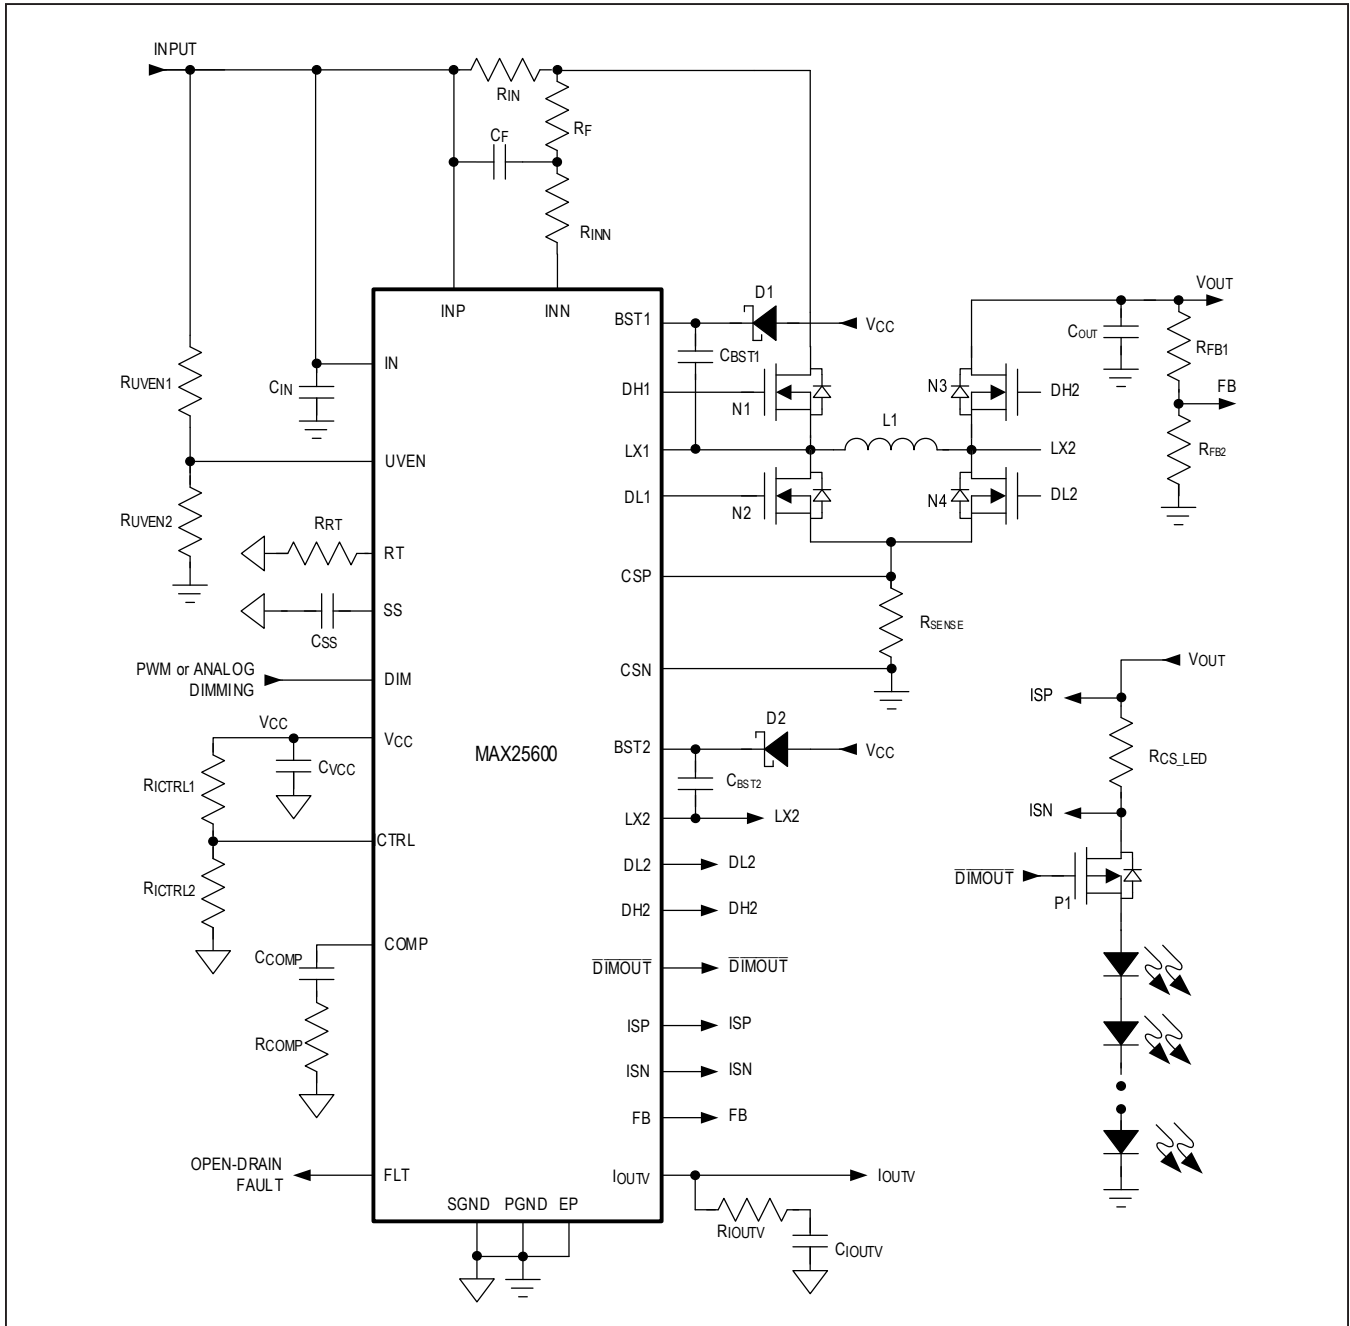 INPUT
RIN
RF
CF
RINN
INP
INN
BST1
D1
VCC
CBST1
VOUT
COUT
RFB1
FB
RFB2
IN
CIN
RUVEN1
DH1
N1
N3
DH2
L1
LX1
LX2
UVEN
DL1
N2
N4
DL2
RUVEN2
RRT
RT
CSP
SS
CSS
RSENSE
PWM or ANALOG
DIMMING
DIM
CSN
VOUT
ISP
VCC
VCC
CVCC
MAX25600
BST2
D2
VCC
CBST2
RCS_LED
RICTRL1
LX2
LX2
ISN
CTRL
DL2
DL2
DIMOUT
P1
RICTRL2
DH2
DH2
COMP
CCOMP
DIMOUT
DIMOUT
RCOMP
ISP
ISP
ISN
ISN
FB
FB
OPEN-DRAIN
FAULT
FLT
IOUTV
IOUTV
SGND
PGND
EP
RIOUTV
CIOUTV